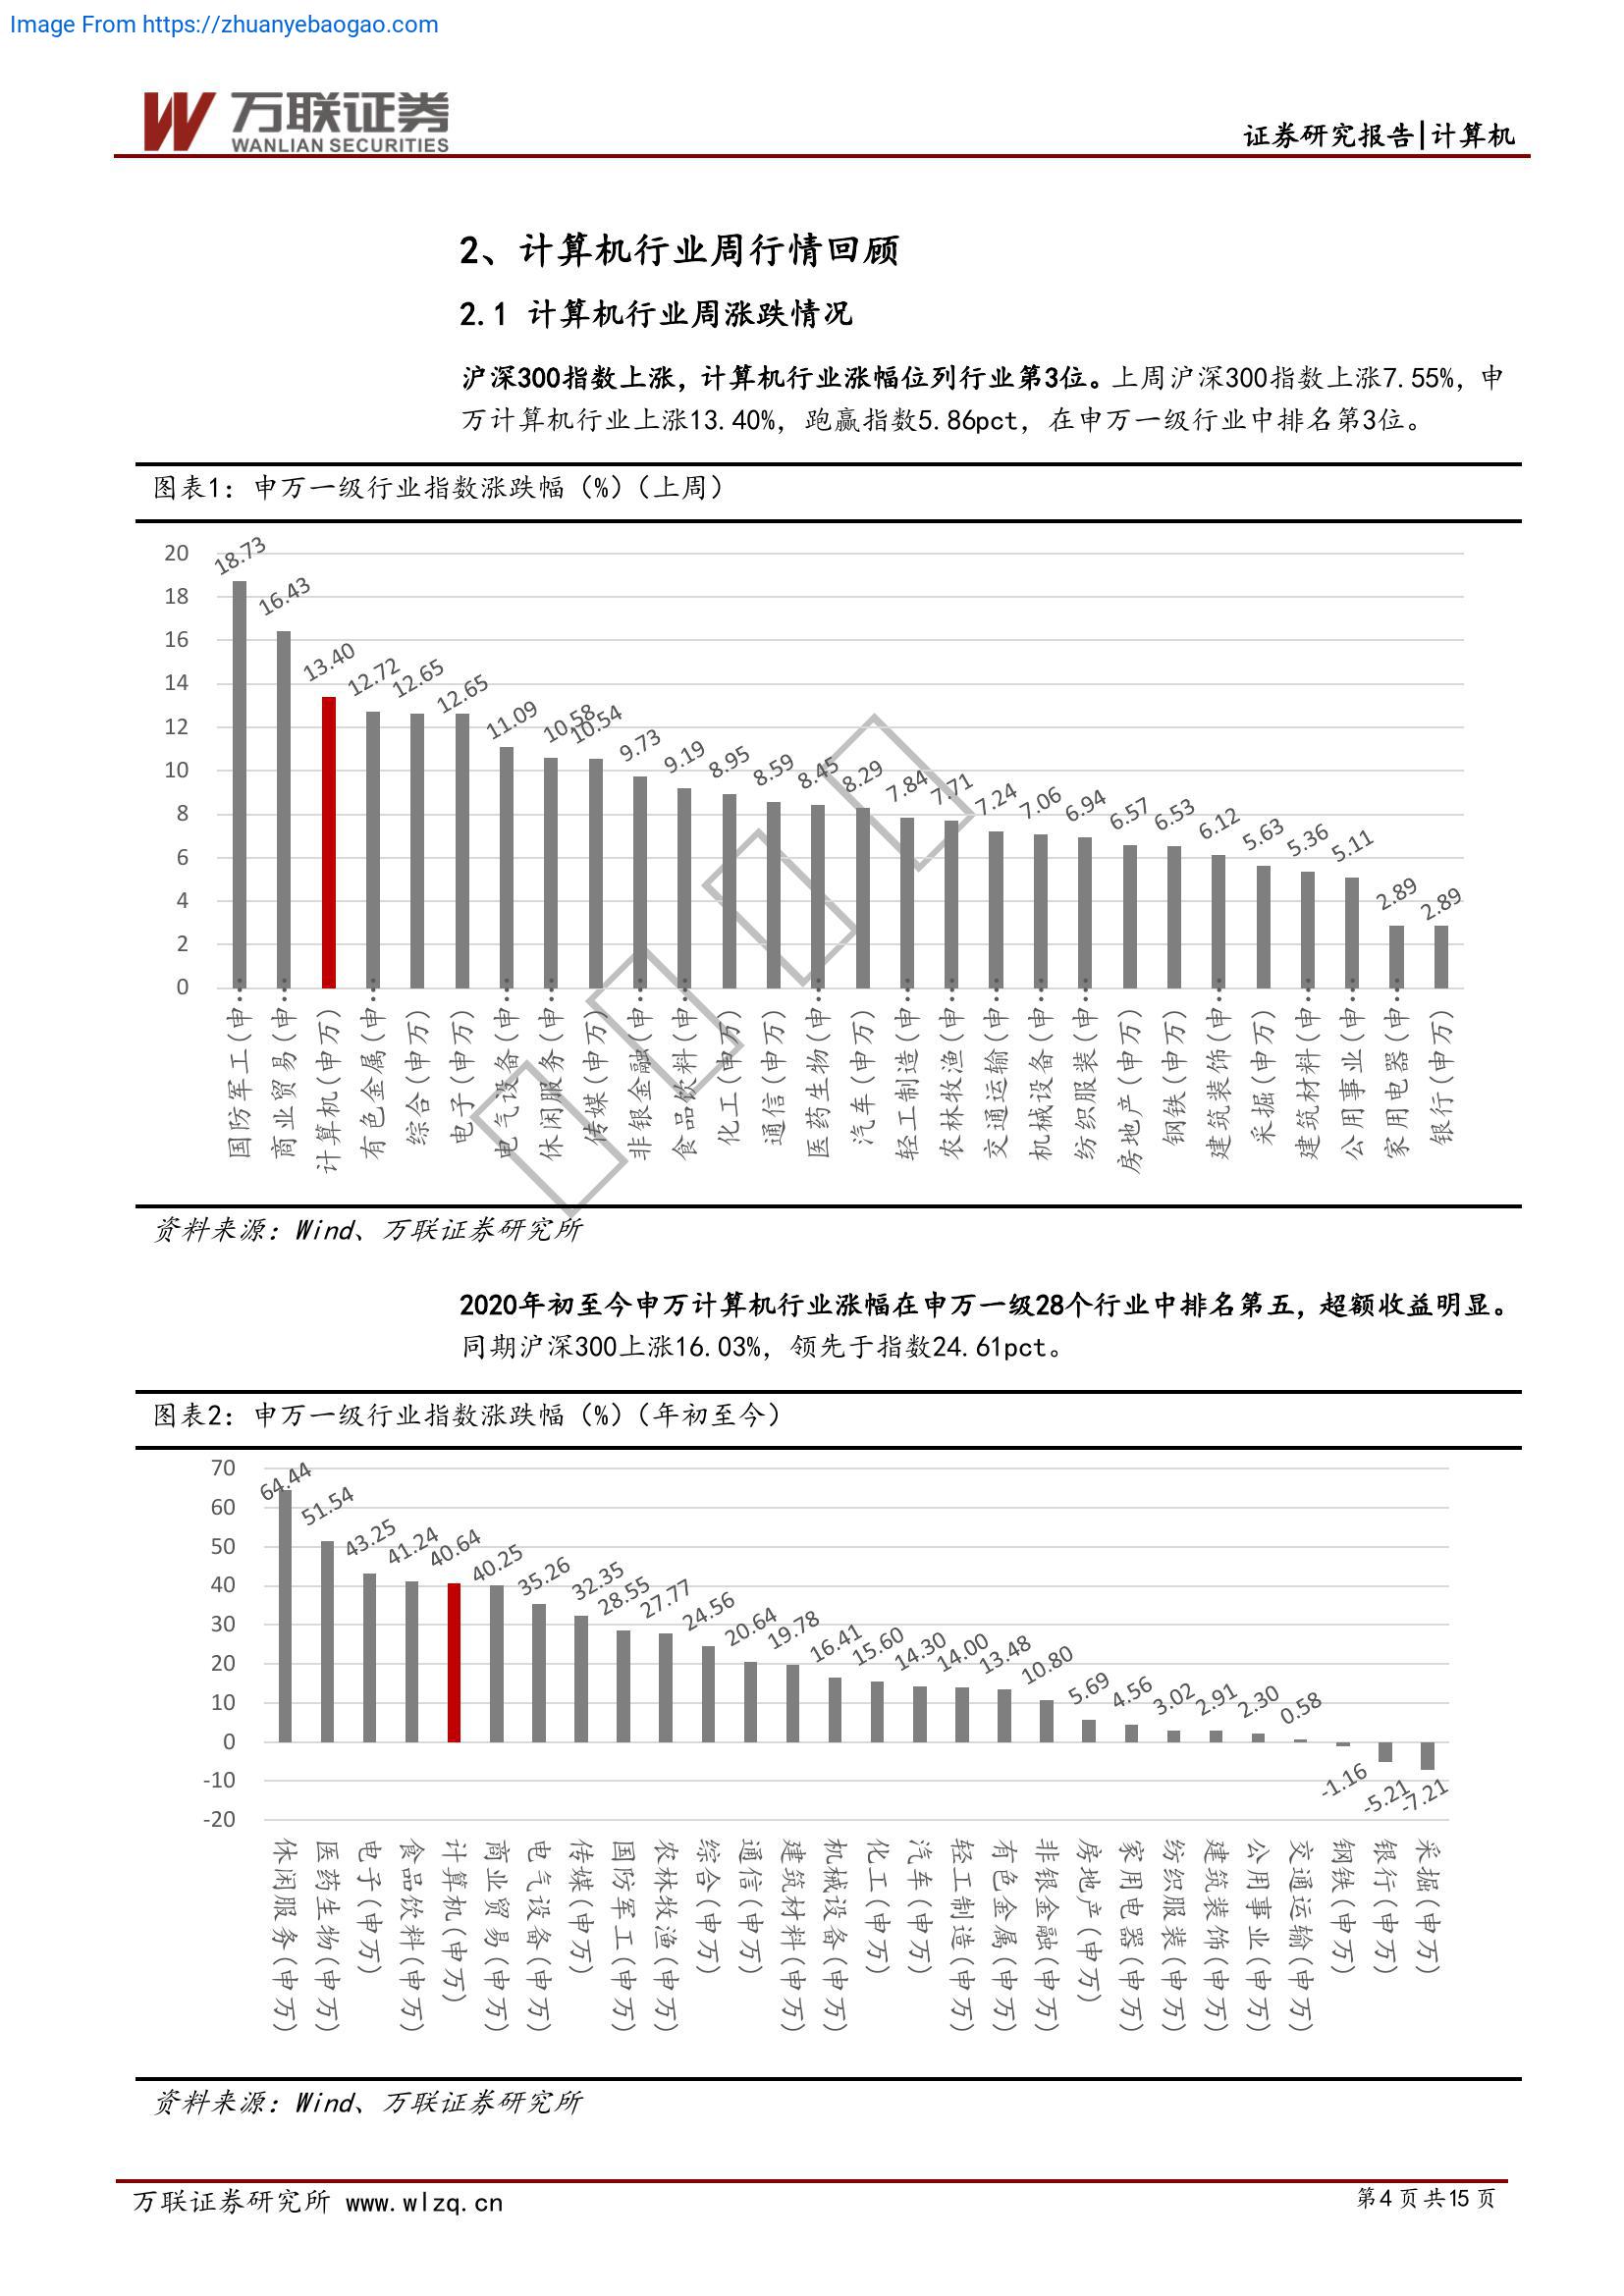 Image From https://zhuanyebaogao.com
万联证券
WANLIAN SECURITIES
证券研究报告|计算机
2、计算机行业周行情回顾
2.1 计算机行业周涨跌情况
沪深300指数上涨，计算机行业涨幅位列行业第3位。上周沪深300指数上涨7.55%，申
万计算机行业上涨13.40%，跑赢指数5.86pct，在申万一级行业中排名第3位。
图表1：申万一级行业指数涨跌幅（%）（上周）
20
18
16
14
12
10
8
6
4
2
0
18.73
16.43
13.40
12.72
12.65
12.65
11.09
10.58
10.54
9.73
9.19
8.95
8.59
8.45
8.29
7.84
7.71
7.24
7.06
6.94
6.57
6.53
6.12
5.63
5.36
5.11
2.89
2.89
国防军工(申…
商业贸易(申…
计算机(申万)
有色金属(申…
综合(申万)
电子(申万)
电气设备(申…
休闲服务(申…
传媒(申万)
非银金融(申…
食品饮料(申…
化工(申万)
通信(申万)
医药生物(申…
汽车(申万)
轻工制造(申…
农林牧渔(申…
交通运输(申…
机械设备(申…
纺织服装(申…
房地产(申万)
钢铁(申万)
建筑装饰(申…
采掘(申万)
建筑材料(申…
公用事业(申…
家用电器(申…
银行(申万)
资料来源：Wind、万联证券研究所
2020年初至今申万计算机行业涨幅在申万一级28个行业中排名第五，超额收益明显。
同期沪深300上涨16.03%，领先于指数24.61pct。
图表2：申万一级行业指数涨跌幅（%）（年初至今）
70
60
50
40
30
20
10
0
-10
-20
64.44
51.54
43.25
41.24
40.64
40.25
35.26
32.35
28.55
27.77
24.56
20.64
19.78
16.41
15.60
14.30
14.00
13.48
10.80
5.69
4.56
3.02
2.91
2.30
0.58
-1.16
-5.21
-7.21
休闲服务(申万)
医药生物(申万)
电子(申万)
食品饮料(申万)
计算机(申万)
商业贸易(申万)
电气设备(申万)
传媒(申万)
国防军工(申万)
农林牧渔(申万)
综合(申万)
通信(申万)
建筑材料(申万)
机械设备(申万)
化工(申万)
汽车(申万)
轻工制造(申万)
有色金属(申万)
非银金融(申万)
房地产(申万)
家用电器(申万)
纺织服装(申万)
建筑装饰(申万)
公用事业(申万)
交通运输(申万)
钢铁(申万)
银行(申万)
采掘(申万)
资料来源：Wind、万联证券研究所
万联证券研究所 www.wlzq.cn
第4页共15页